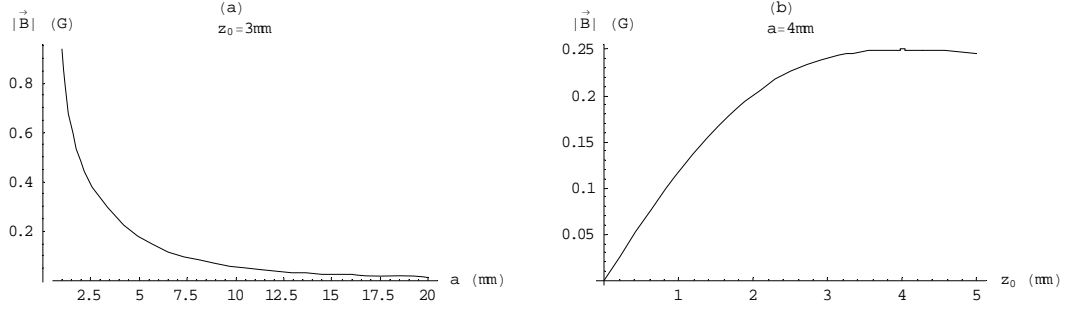 (a)
z₀=3mm
|B⃗| (G)
0.8
0.6
0.4
0.2
2.5 5 7.5 10 12.5 15 17.5 20
a (mm)
(b)
a=4mm
|B⃗| (G)
0.25
0.2
0.15
0.1
0.05
1 2 3 4 5
z₀ (mm)